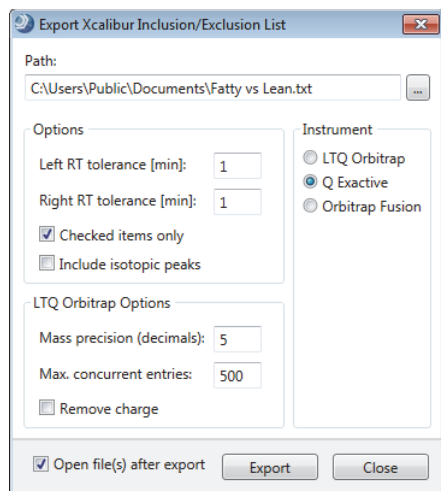 Export Xcalibur Inclusion/Exclusion List
Path:
C:\Users\Public\Documents\Fatty vs Lean.txt
...
Options
Left RT tolerance [min]: 1
Right RT tolerance [min]: 1
Checked items only
Include isotopic peaks
LTQ Orbitrap Options
Mass precision (decimals): 5
Max. concurrent entries: 500
Remove charge
Instrument
LTQ Orbitrap
Q Exactive
Orbitrap Fusion
Open file(s) after export
Export
Close